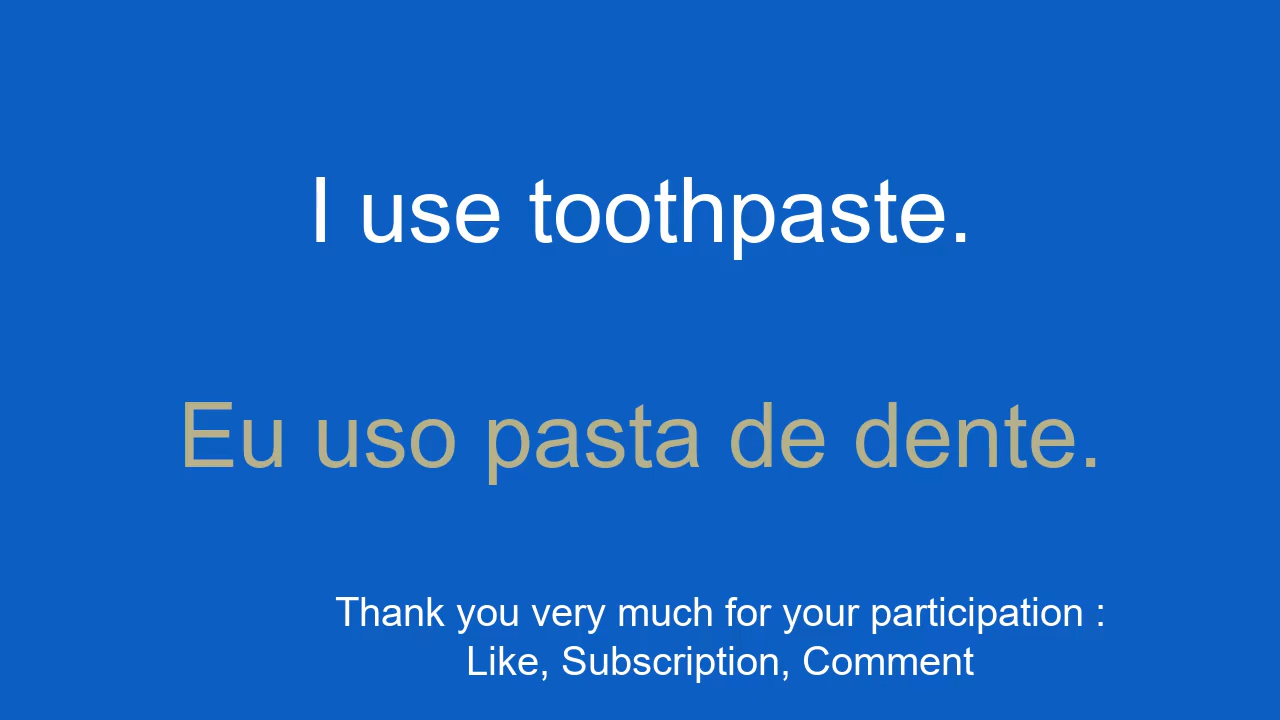 I use toothpaste.
Eu uso pasta de dente.
Thank you very much for your participation :
Like, Subscription, Comment